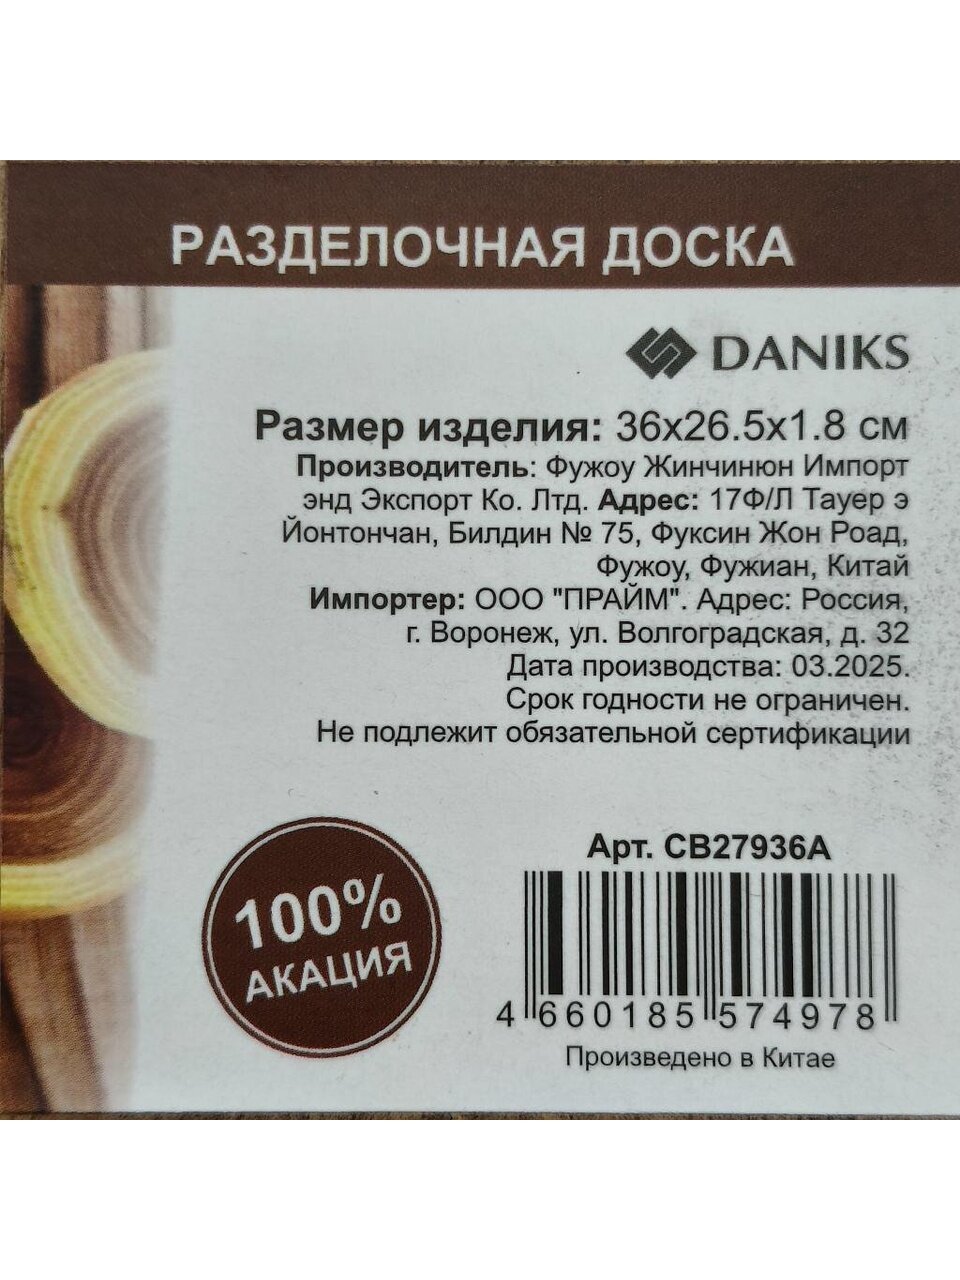 РАЗДЕЛОЧНАЯ ДОСКА
DANIKS
Размер изделия: 36х26.5х1.8 см
Производитель: Фужоу Жинчинюн Импорт
энд Экспорт Ко. Лтд. Адрес: 17Ф/Л Тауер э
Йонтончан, Билдин № 75, Фуксин Жон Роад,
Фужоу, Фужиан, Китай
Импортер: ООО "ПРАЙМ". Адрес: Россия,
г. Воронеж, ул. Волгоградская, д. 32
Дата производства: 03.2025.
Срок годности не ограничен.
Не подлежит обязательной сертификации
100%
АКАЦИЯ
Арт. CB27936A
4 660185 574978
Произведено в Китае